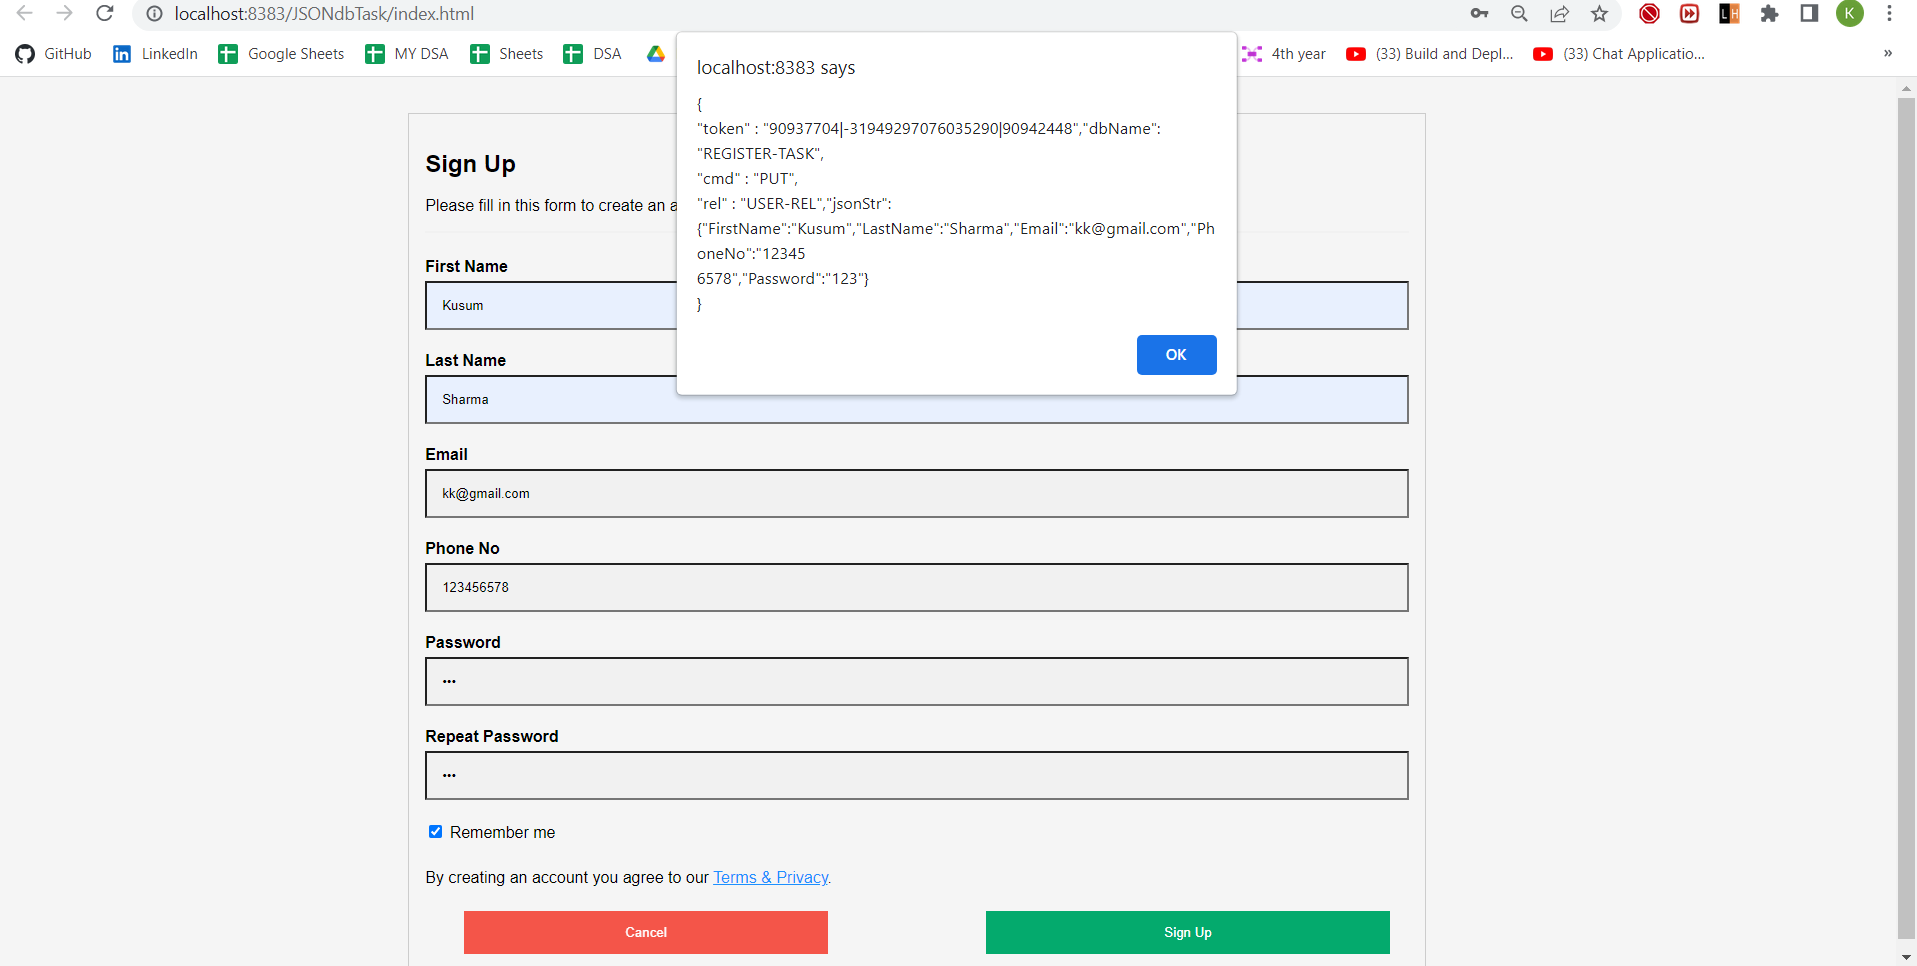 localhost:8383/JSONdbTask/index.html
K
GitHub LinkedIn Google Sheets MY DSA Sheets DSA 4th year (33) Build and Depl... (33) Chat Applicatio... »
localhost:8383 says
{
"token" : "90937704|-31949297076035290|90942448","dbName":
"REGISTER-TASK",
"cmd" : "PUT",
"rel" : "USER-REL","jsonStr":
{"FirstName":"Kusum","LastName":"Sharma","Email":"kk@gmail.com","Ph
oneNo":"12345
6578","Password":"123"}
}
OK
Sign Up
Please fill in this form to create an a
First Name
Kusum
Last Name
Sharma
Email
kk@gmail.com
Phone No
123456578
Password
•••
Repeat Password
•••
Remember me
By creating an account you agree to our Terms & Privacy.
Cancel Sign Up